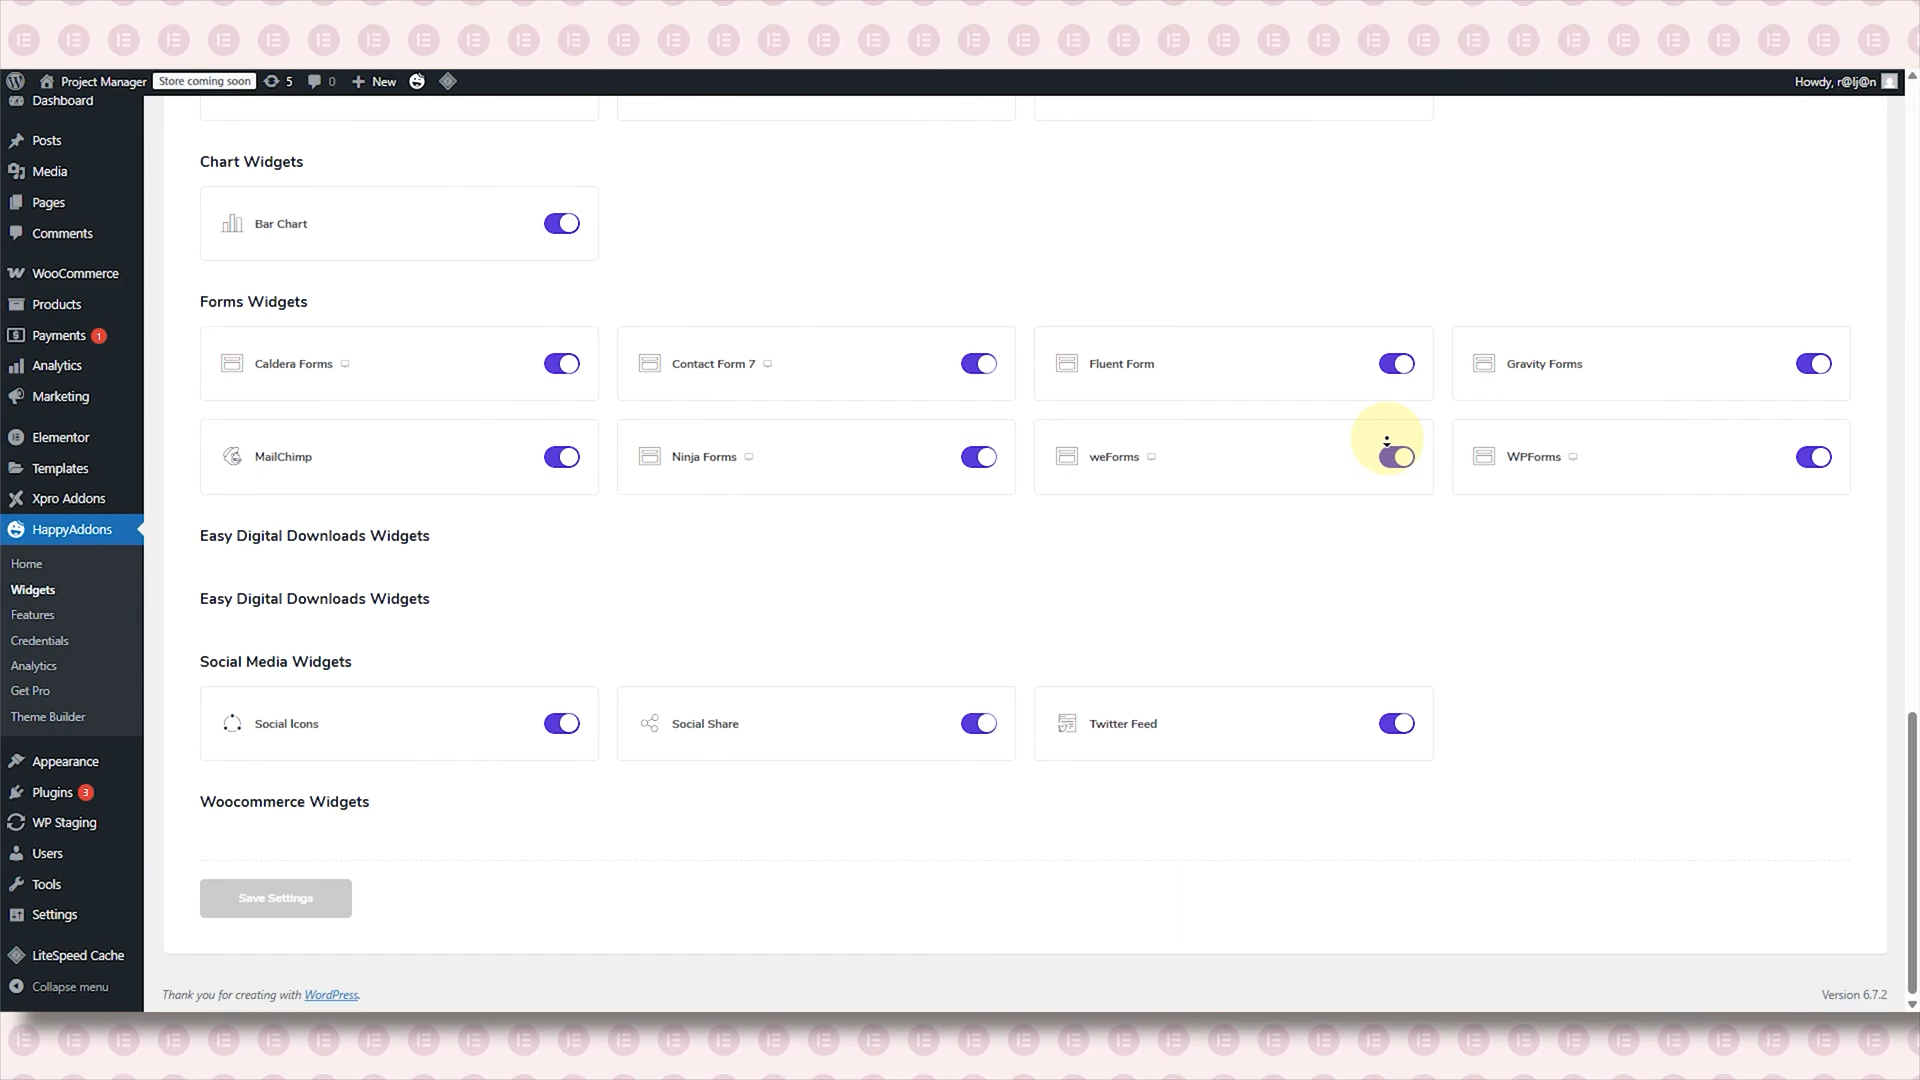 Project Manager
Store coming soon
5
0
New
Howdy, r@lj@n
Dashboard
Posts
Media
Pages
Comments
WooCommerce
Products
Payments 1
Analytics
Marketing
Elementor
Templates
Xpro Addons
HappyAddons
Home
Widgets
Features
Credentials
Analytics
Get Pro
Theme Builder
Appearance
Plugins 3
WP Staging
Users
Tools
Settings
LiteSpeed Cache
Collapse menu
Chart Widgets
Bar Chart
Forms Widgets
Caldera Forms
Contact Form 7
Fluent Form
Gravity Forms
MailChimp
Ninja Forms
weForms
WPForms
Easy Digital Downloads Widgets
Easy Digital Downloads Widgets
Social Media Widgets
Social Icons
Social Share
Twitter Feed
Woocommerce Widgets
Save Settings
Thank you for creating with WordPress.
Version 6.7.2